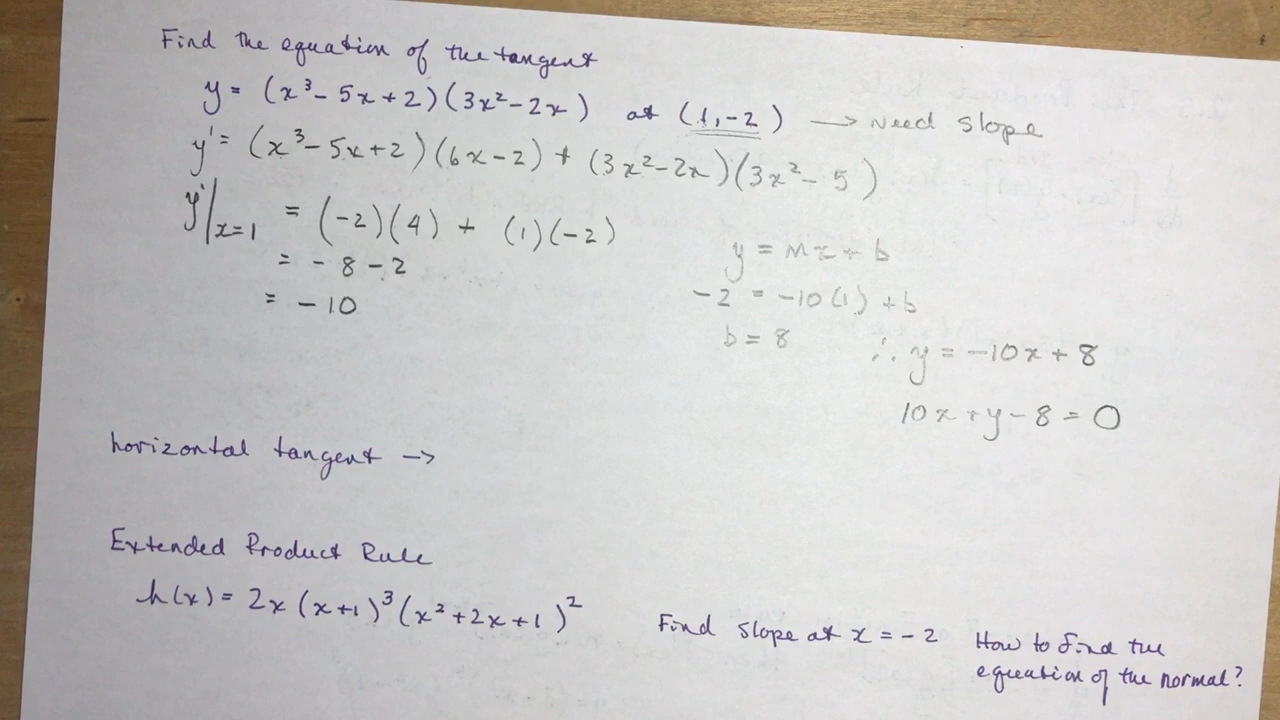 Find the equation of the tangent
y = (x³ - 5x + 2)(3x² - 2x) at (1, -2) → Need Slope
y' = (x³ - 5x + 2)(6x - 2) + (3x² - 2x)(3x² - 5)
y'|x=1 = (-2)(4) + (1)(-2)
= - 8 - 2
= - 10
y = mx + b
-2 = -10(1) + b
b = 8
∴ y = -10x + 8
10x + y - 8 = 0
horizontal tangent →
Extended Product Rule
h(x) = 2x (x+1)³ (x² + 2x + 1)²
Find slope at x = - 2
How to find the
equation of the normal?